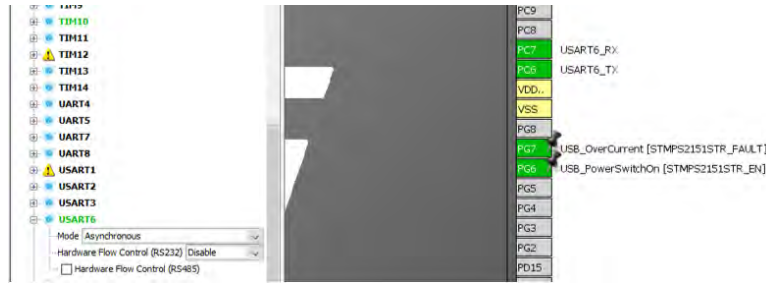 TIM9
TIM10
TIM11
TIM12
TIM13
TIM14
UART4
UART5
UART7
UART8
USART1
USART2
USART3
USART6
Mode Asynchronous
Hardware Flow Control (RS232) Disable
Hardware Flow Control (RS485)
PC9
PC8
PC7 USART6_RX
PC6 USART6_TX
VDD..
VSS
PG8
PG7 USB_OverCurrent [STMPS2151STR_FAULT]
PG6 USB_PowerSwitchOn [STMPS2151STR_EN]
PG5
PG4
PG3
PG2
PD15